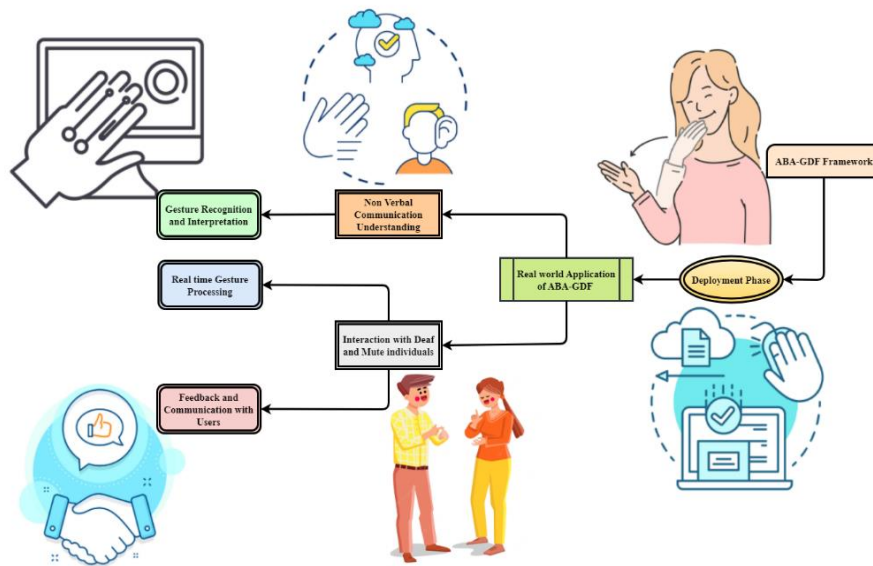 ABA-GDF Framework
Gesture Recognition
and Interpretation
Non Verbal
Communication
Understanding
Real time Gesture
Processing
Real world Application
of ABA-GDF
Deployment Phase
Interaction with Deaf
and Mute individuals
Feedback and
Communication with
Users